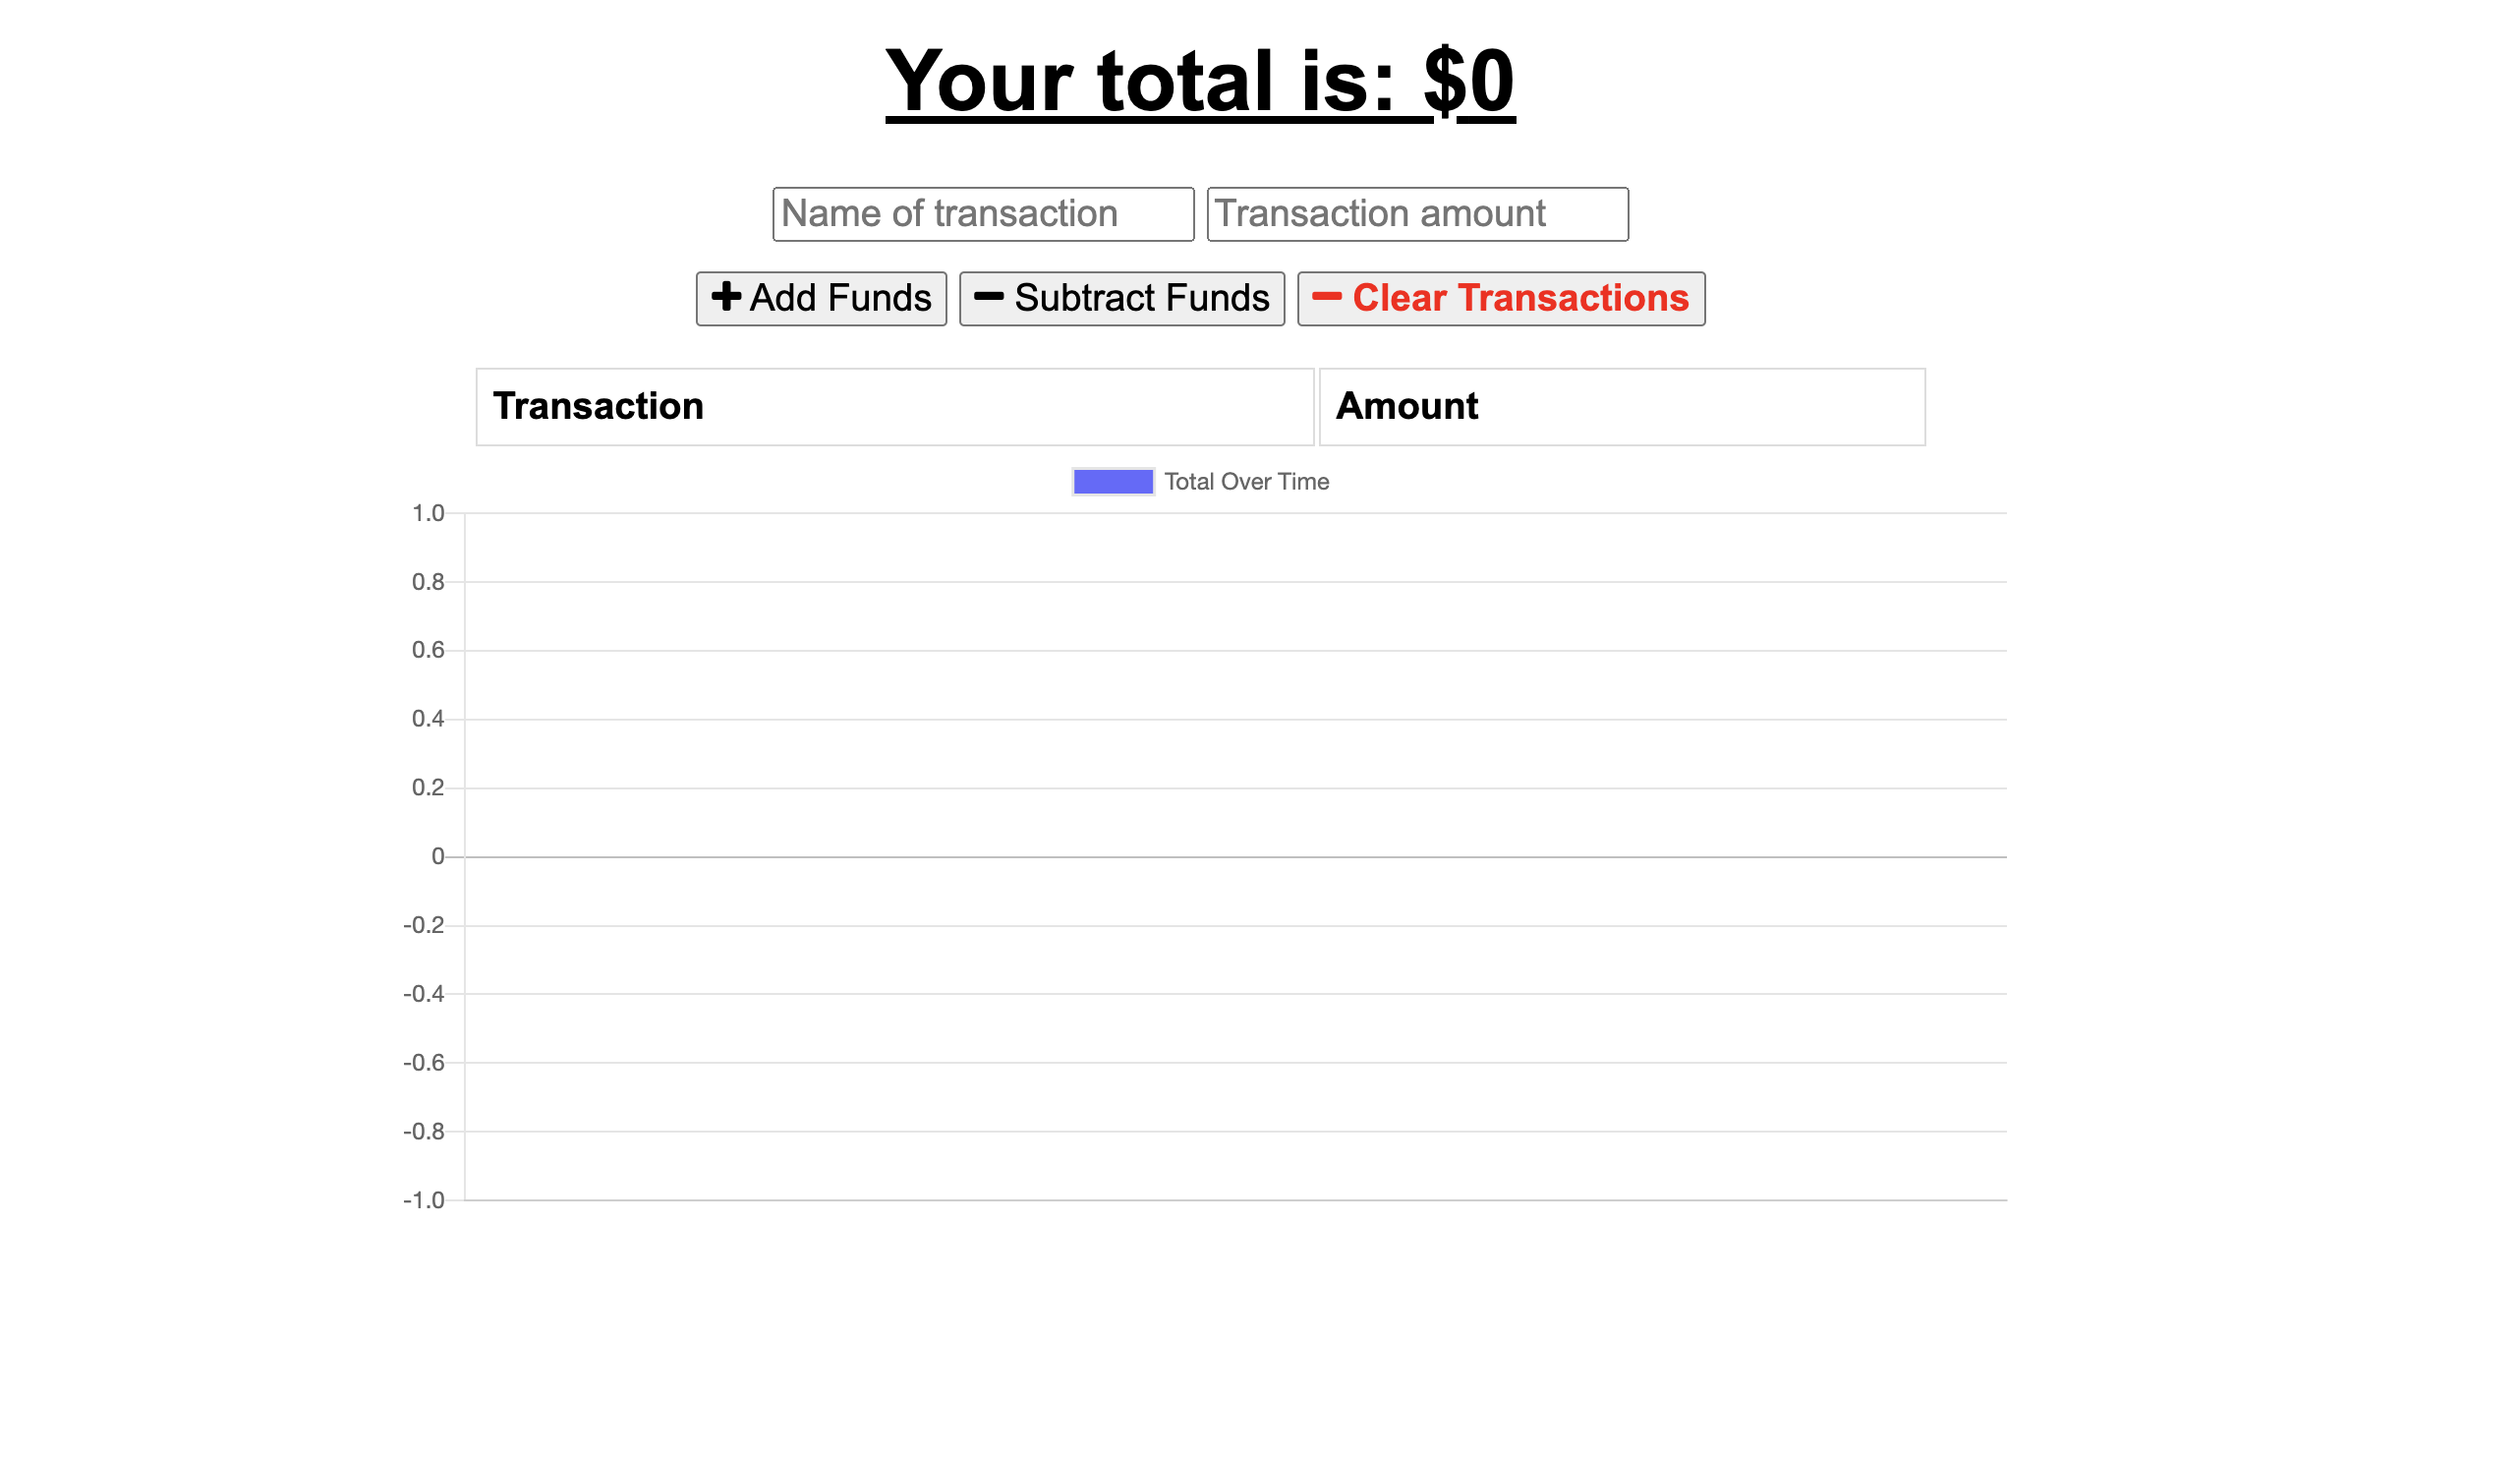 Your total is: $0
Name of transaction Transaction amount
Add Funds Subtract Funds Clear Transactions
Transaction Amount
Total Over Time
1.0
0.8
0.6
0.4
0.2
0
-0.2
-0.4
-0.6
-0.8
-1.0